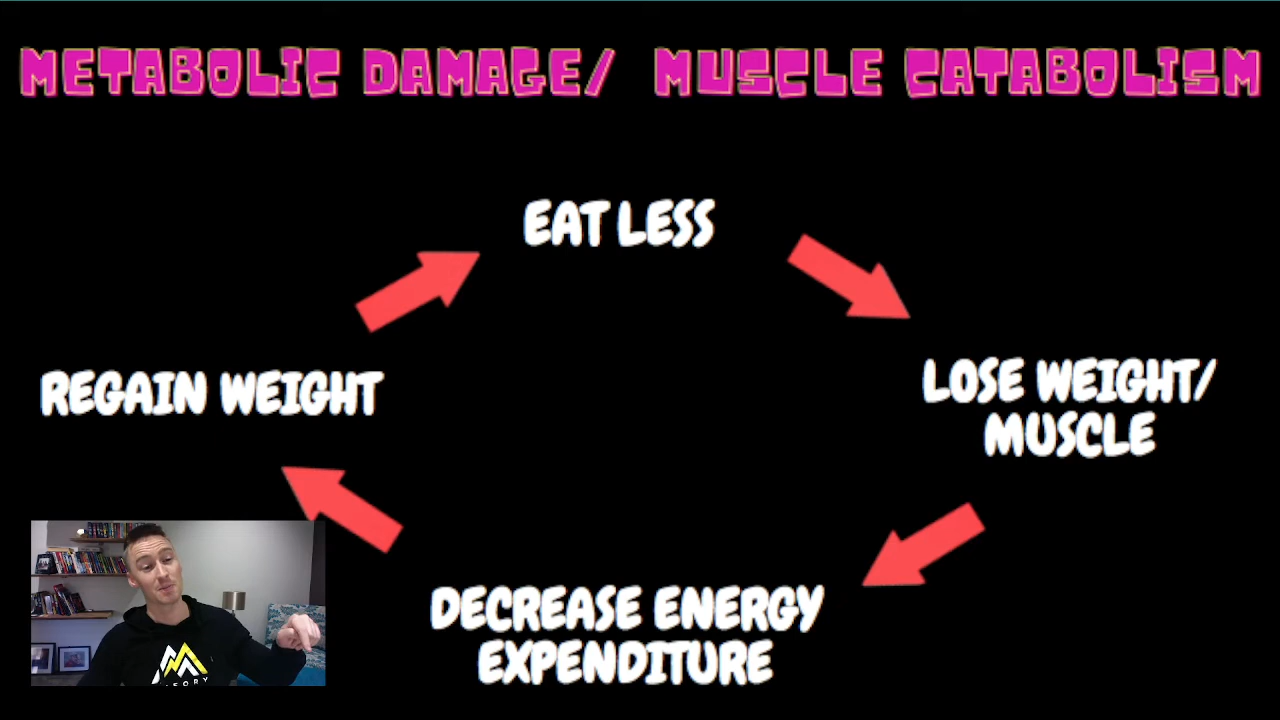 METABOLIC DAMAGE/ MUSCLE CATABOLISM
EAT LESS
REGAIN WEIGHT
LOSE WEIGHT/
MUSCLE
DECREASE ENERGY
EXPENDITURE